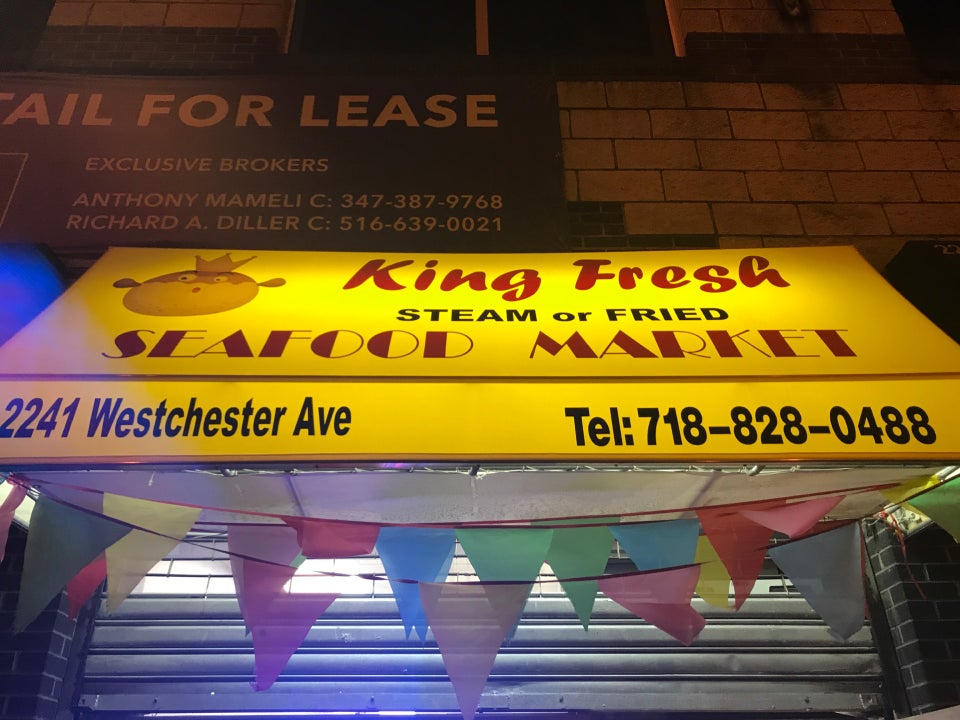 TAIL FOR LEASE
EXCLUSIVE BROKERS
ANTHONY MAMELI C: 347-387-9768
RICHARD A. DILLER C: 516-639-0021
King Fresh
STEAM or FRIED
SEAFOOD MARKET
2241 Westchester Ave
Tel: 718-828-0488